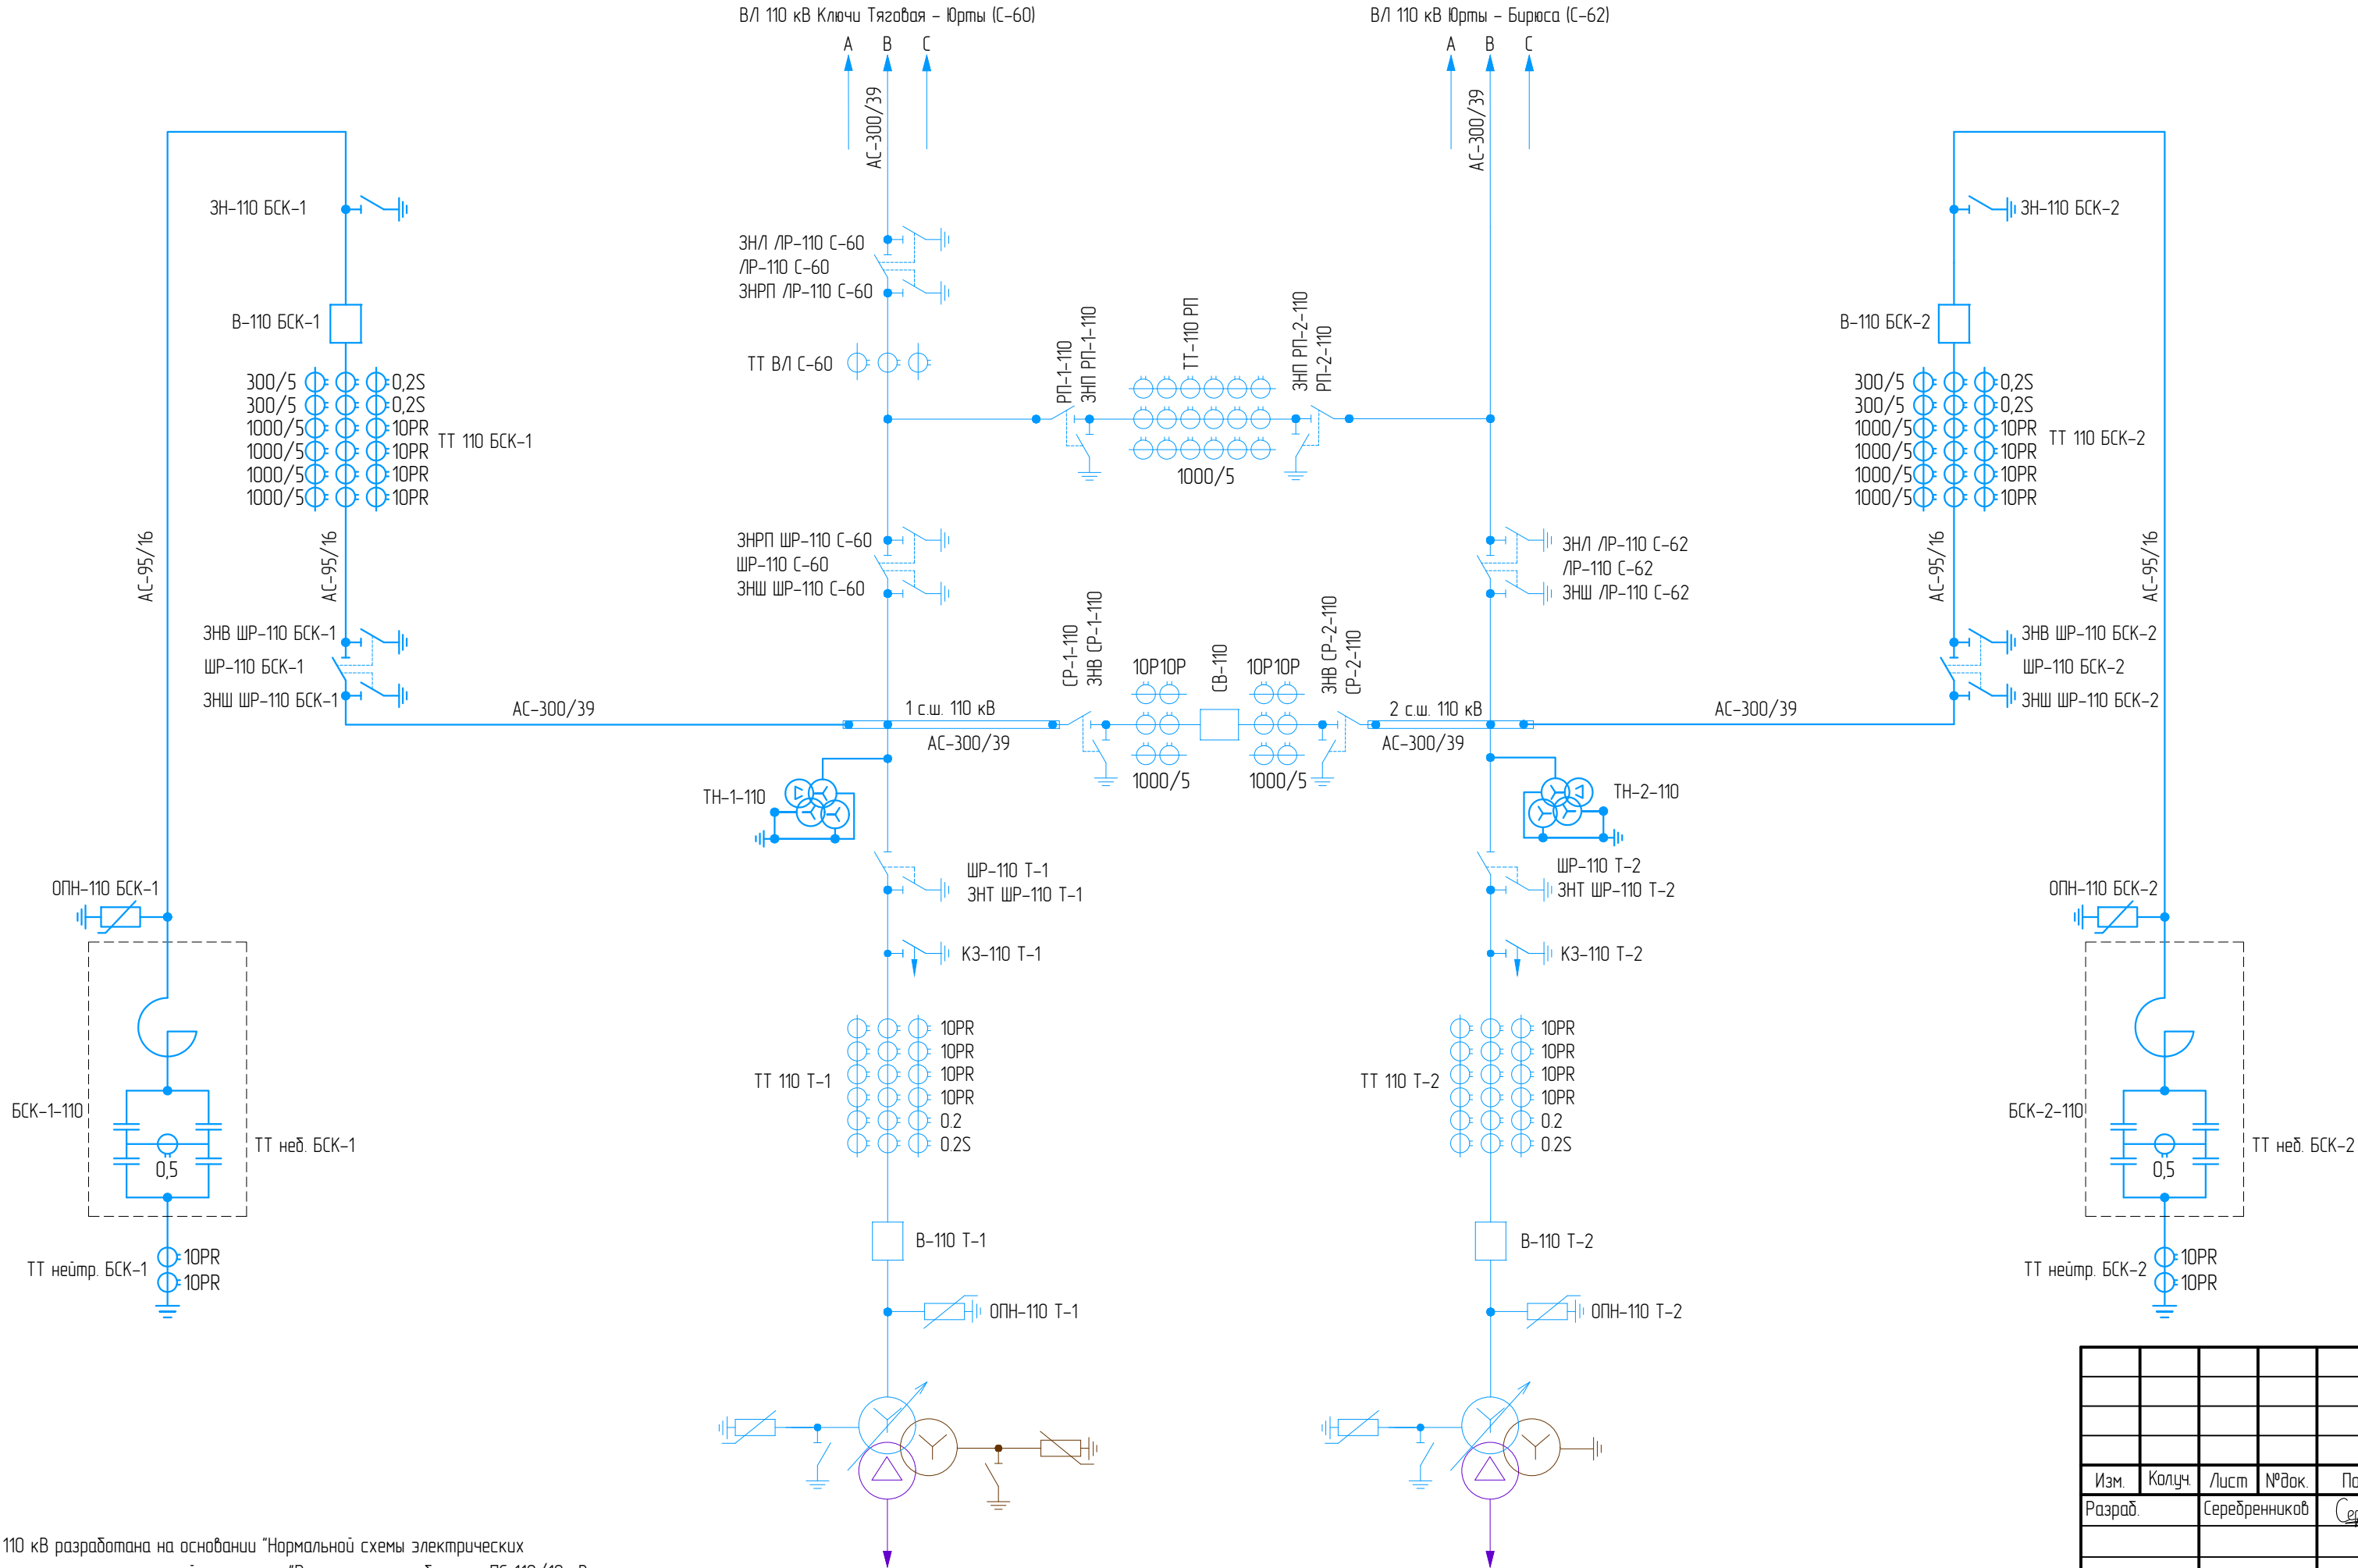 ВЛ 110 кВ Ключи Тяговая - Юрты (С-60)
ВЛ 110 кВ Юрты - Бирюса (С-62)
А В С
А В С
АС-300/39
АС-300/39
ЗН-110 БСК-1
В-110 БСК-1
300/5 0,2S
300/5 0,2S
1000/5 10PR
1000/5 10PR
1000/5 10PR
1000/5 10PR
ТТ 110 БСК-1
АС-95/16
АС-95/16
ЗНВ ШР-110 БСК-1
ШР-110 БСК-1
ЗНШ ШР-110 БСК-1
АС-300/39
ОПН-110 БСК-1
БСК-1-110
ТТ неб. БСК-1
0,5
ТТ нейтр. БСК-1
10PR
10PR
ЗНЛ ЛР-110 С-60
ЛР-110 С-60
ЗНРП ЛР-110 С-60
ТТ ВЛ С-60
РП-1-110
ЗНП РП-1-110
ТТ-110 РП
1000/5
ЗНП РП-2-110
РП-2-110
ЗНРП ШР-110 С-60
ШР-110 С-60
ЗНШ ШР-110 С-60
ЗНЛ ЛР-110 С-62
ЛР-110 С-62
ЗНШ ЛР-110 С-62
1 с.ш. 110 кВ
АС-300/39
СР-1-110
ЗНВ СР-1-110
10Р10Р
1000/5
СВ-110
10Р10Р
1000/5
ЗНВ СР-2-110
СР-2-110
2 с.ш. 110 кВ
АС-300/39
ТН-1-110
ТН-2-110
ШР-110 Т-1
ЗНТ ШР-110 Т-1
ШР-110 Т-2
ЗНТ ШР-110 Т-2
КЗ-110 Т-1
КЗ-110 Т-2
ТТ 110 Т-1
10PR
10PR
10PR
10PR
0.2
0.2S
ТТ 110 Т-2
10PR
10PR
10PR
10PR
0.2
0.2S
В-110 Т-1
В-110 Т-2
ОПН-110 Т-1
ОПН-110 Т-2
ЗН-110 БСК-2
В-110 БСК-2
300/5 0,2S
300/5 0,2S
1000/5 10PR
1000/5 10PR
1000/5 10PR
1000/5 10PR
ТТ 110 БСК-2
АС-95/16
АС-95/16
ЗНВ ШР-110 БСК-2
ШР-110 БСК-2
ЗНШ ШР-110 БСК-2
АС-300/39
ОПН-110 БСК-2
БСК-2-110
ТТ неб. БСК-2
0,5
ТТ нейтр. БСК-2
10PR
10PR
Изм. Кол.уч. Лист №док.
Разраб. Серебренников
110 кВ разработана на основании "Нормальной схемы электрических